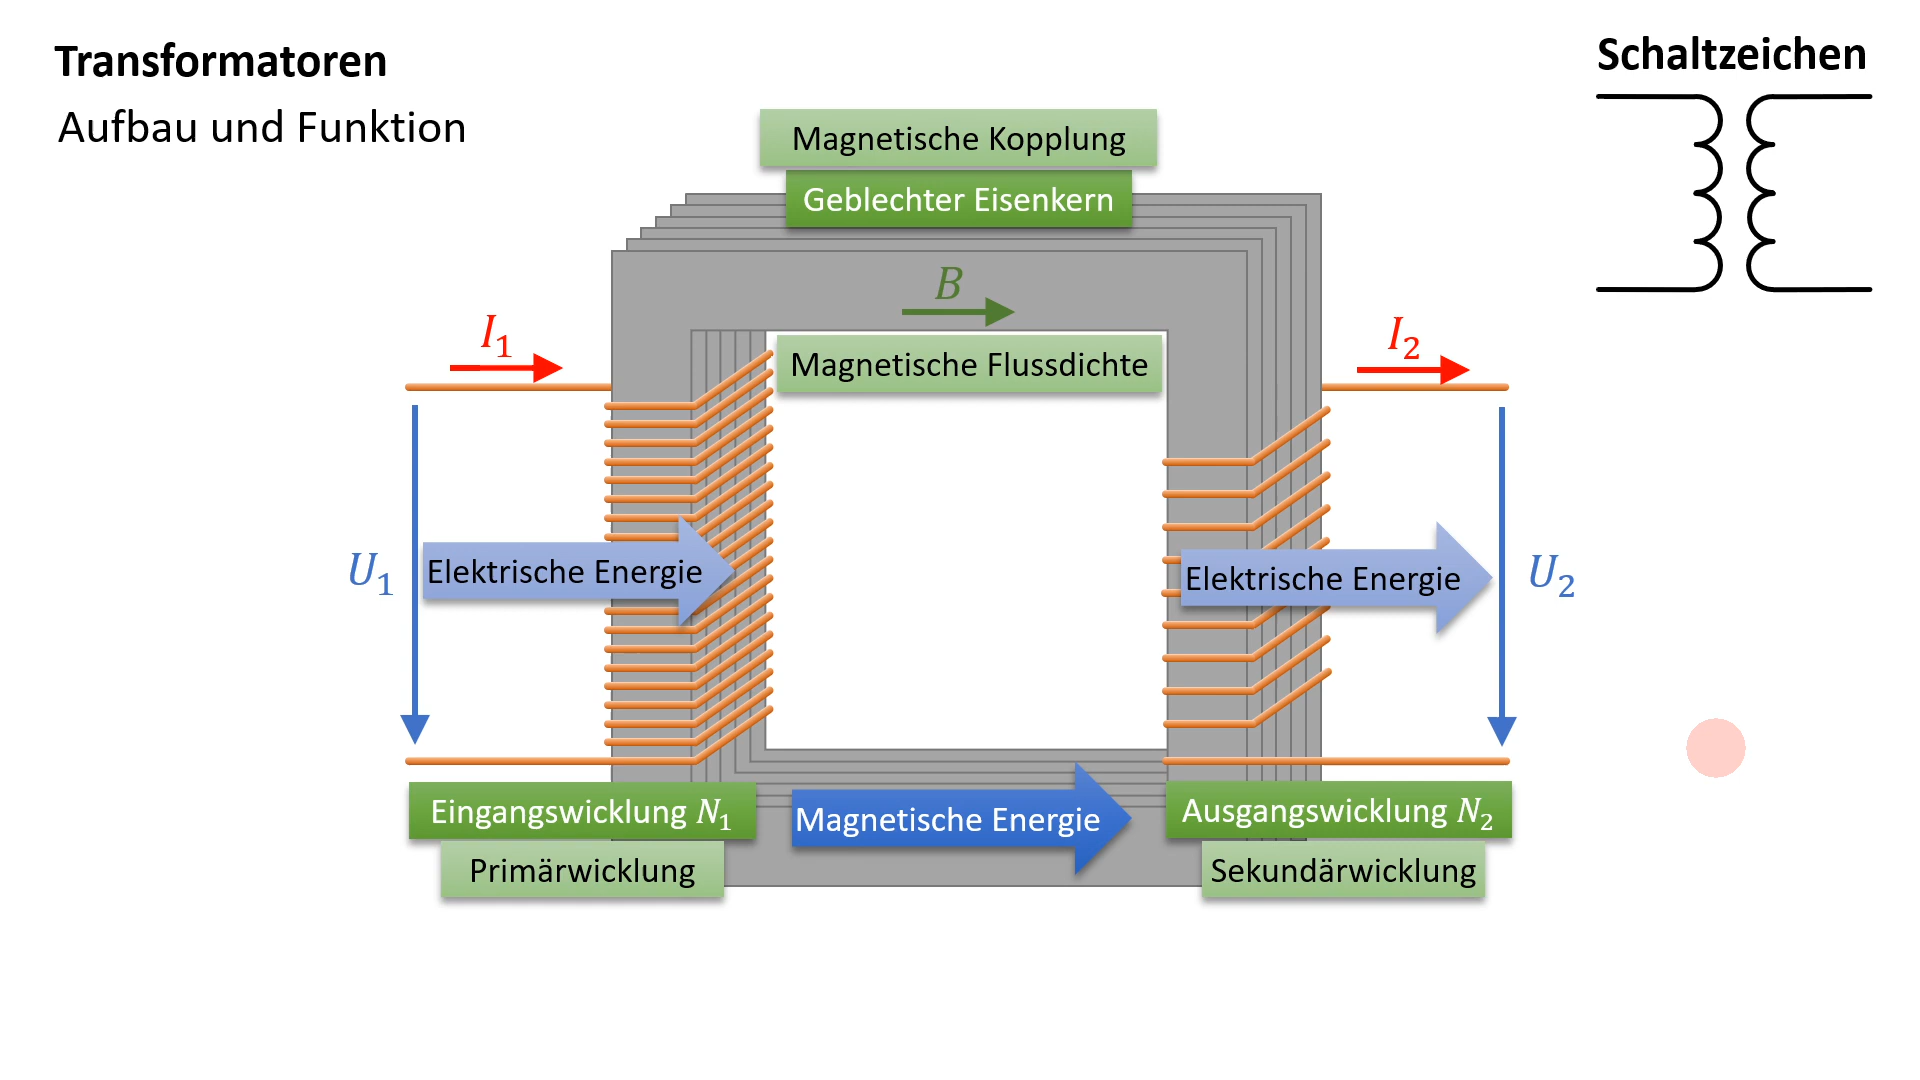 Transformatoren
Aufbau und Funktion
Schaltzeichen
Magnetische Kopplung
Geblechter Eisenkern
B
Magnetische Flussdichte
I₁
I₂
U₁
Elektrische Energie
Elektrische Energie
U₂
Eingangswicklung N₁
Magnetische Energie
Ausgangswicklung N₂
Primärwicklung
Sekundärwicklung